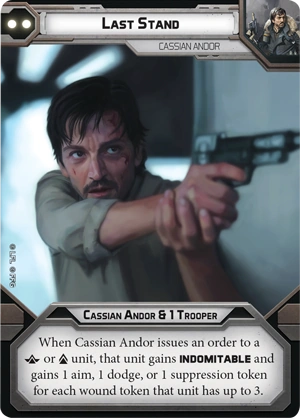 LAST STAND
CASSIAN ANDOR
© LFL © FFG
CASSIAN ANDOR & 1 TROOPER
When Cassian Andor issues an order to a
or unit, that unit gains INDOMITABLE and
gains 1 aim, 1 dodge, or 1 suppression token
for each wound token that unit has up to 3.